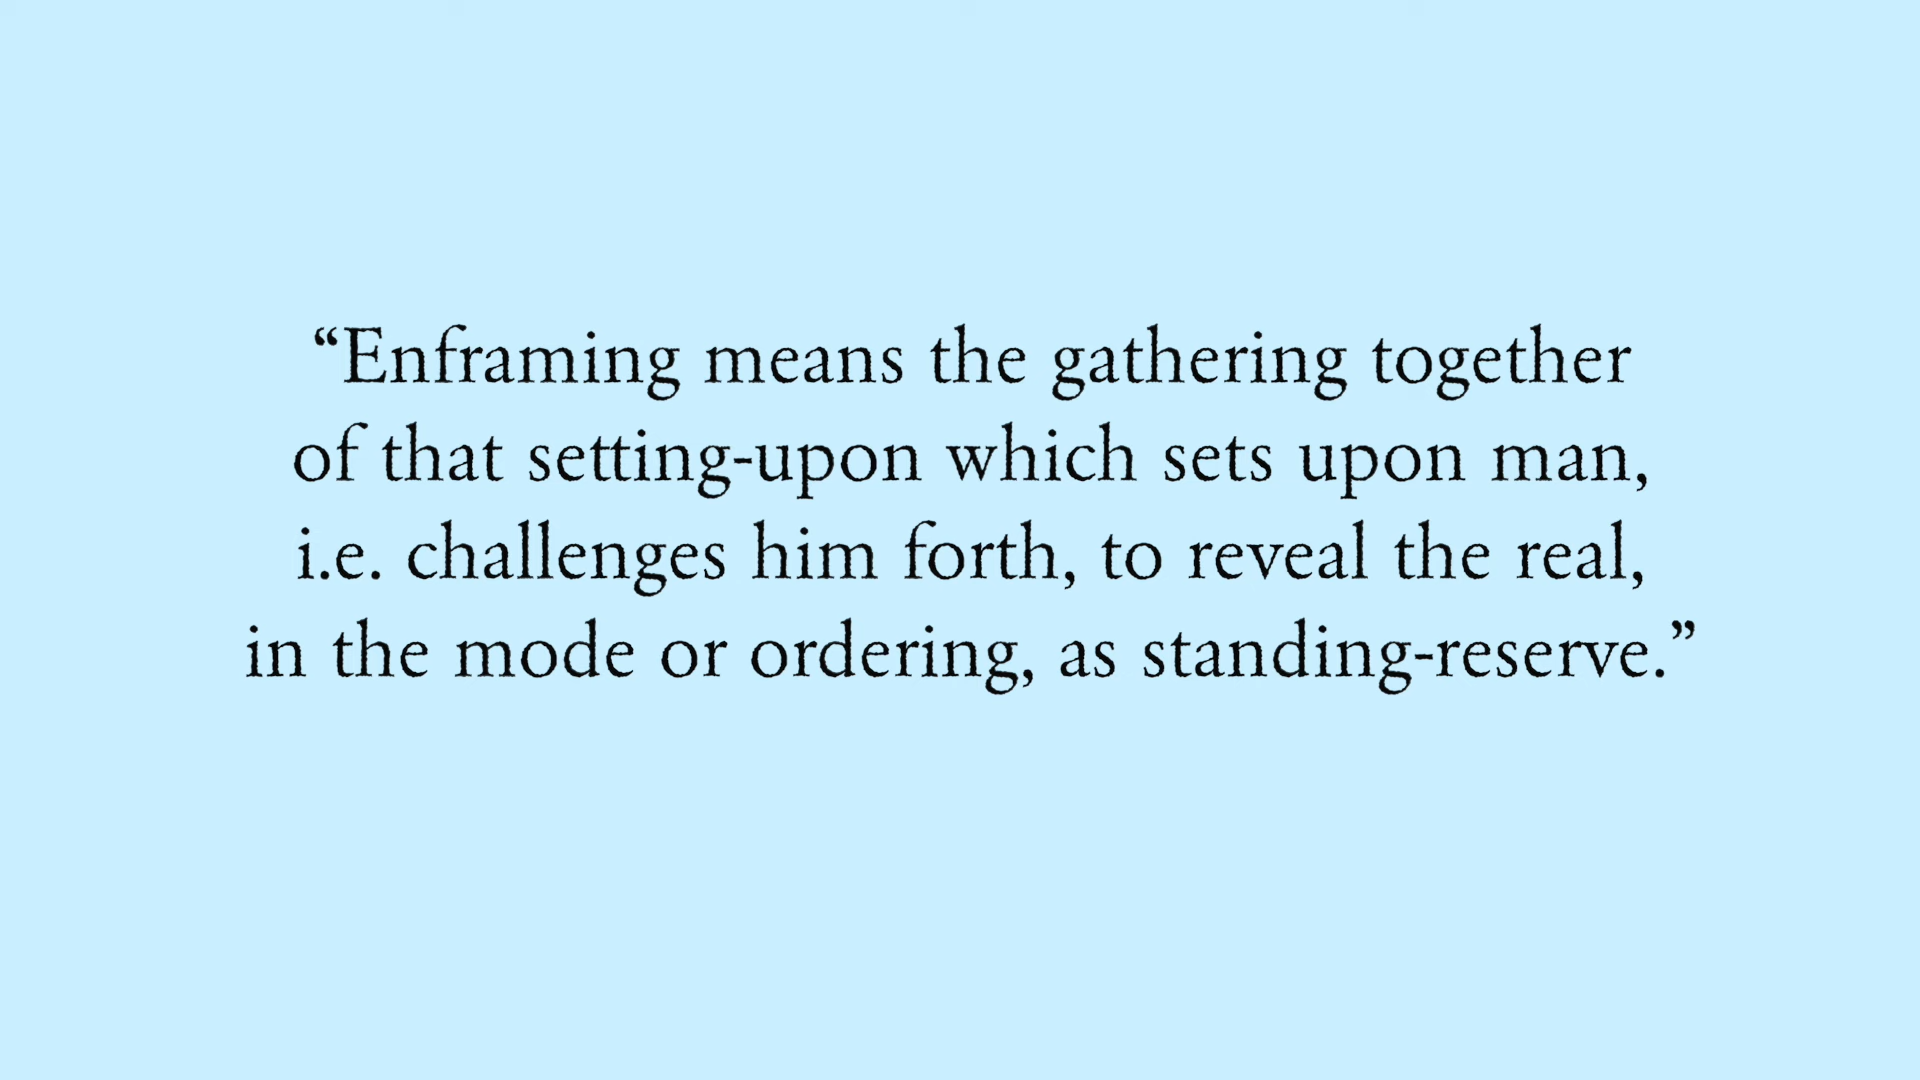 “Enframing means the gathering together
of that setting-upon which sets upon man,
i.e. challenges him forth, to reveal the real,
in the mode or ordering, as standing-reserve.”